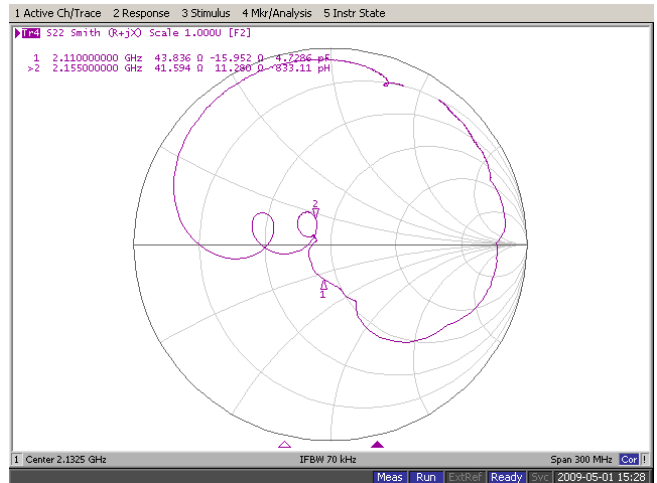 1 Active Ch/Trace 2 Response 3 Stimulus 4 Mkr/Analysis 5 Instr State
Tr4 S22 Smith (R+jX) Scale 1.000U [F2]
1 2.110000000 GHz 43.836 Ω -15.952 Ω 4.7286 pF
>2 2.155000000 GHz 41.594 Ω 11.280 Ω 833.11 pH
2
1
1 Center 2.1325 GHz IFBW 70 kHz Span 300 MHz Cor !
Meas Run ExtRef Ready Svc 2009-05-01 15:28